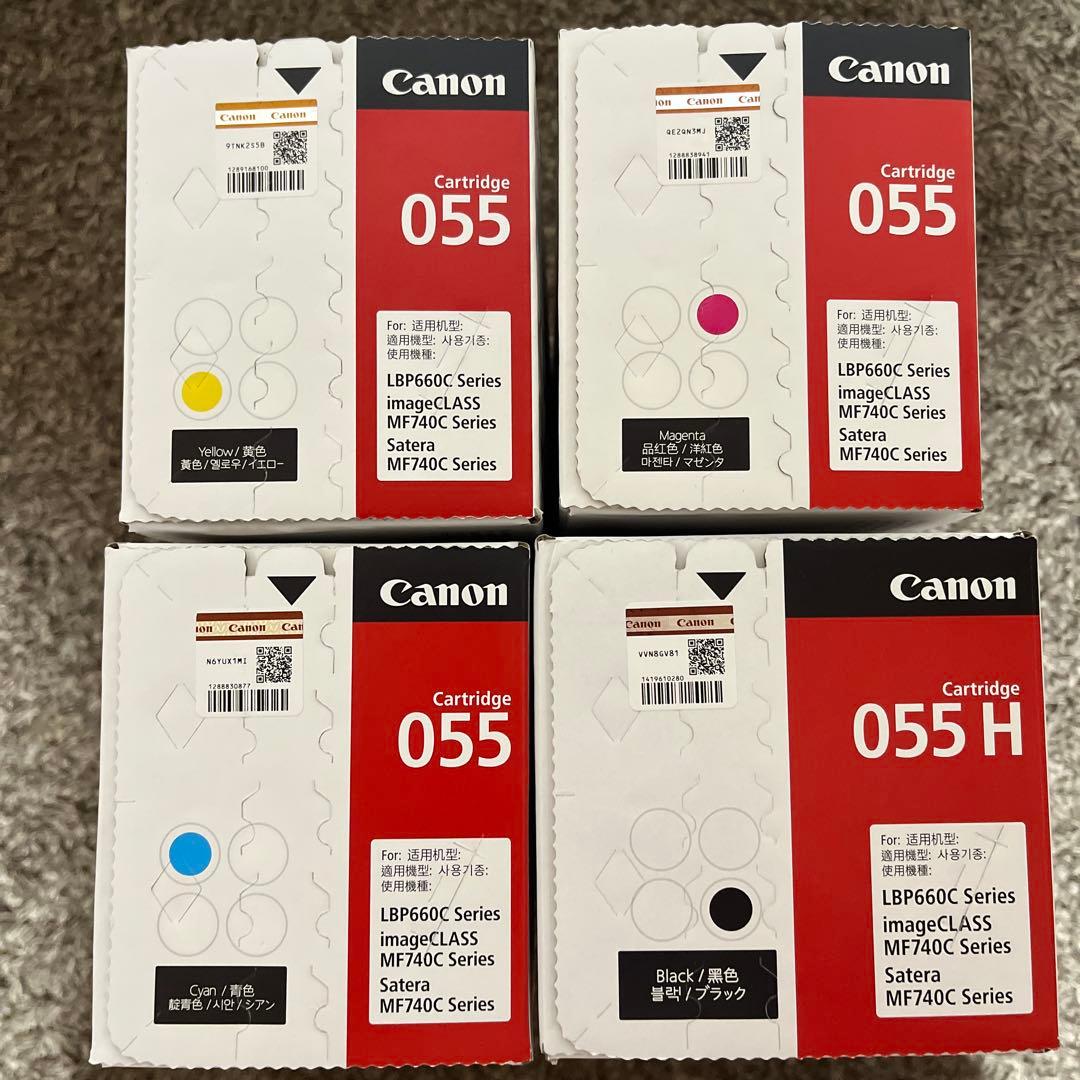 Canon
Canon Canon
9TNK2S5B
1289168100
Cartridge
055
For: 适用机型:
適用機型: 사용기종:
使用機種:
LBP660C Series
imageCLASS
MF740C Series
Satera
MF740C Series
Yellow / 黄色
黃色 / 옐로우 / イエロー
Canon
non Canon Can
QE2QN3MJ
1288838941
Cartridge
055
For: 适用机型:
適用機型: 사용기종:
使用機種:
LBP660C Series
imageCLASS
MF740C Series
Satera
MF740C Series
Magenta
品红色 / 洋紅色
마젠타 / マゼンタ
Canon
non Canon Can
N6YUX1MI
1288830877
Cartridge
055
For: 适用机型:
適用機型: 사용기종:
使用機種:
LBP660C Series
imageCLASS
MF740C Series
Satera
MF740C Series
Cyan / 青色
靛青色 / 시안 / シアン
Canon
Canon Canon C
VVN8GV81
1419610280
Cartridge
055 H
For: 适用机型:
適用機型: 사용기종:
使用機種:
LBP660C Series
imageCLASS
MF740C Series
Satera
MF740C Series
Black / 黑色
블랙 / ブラック